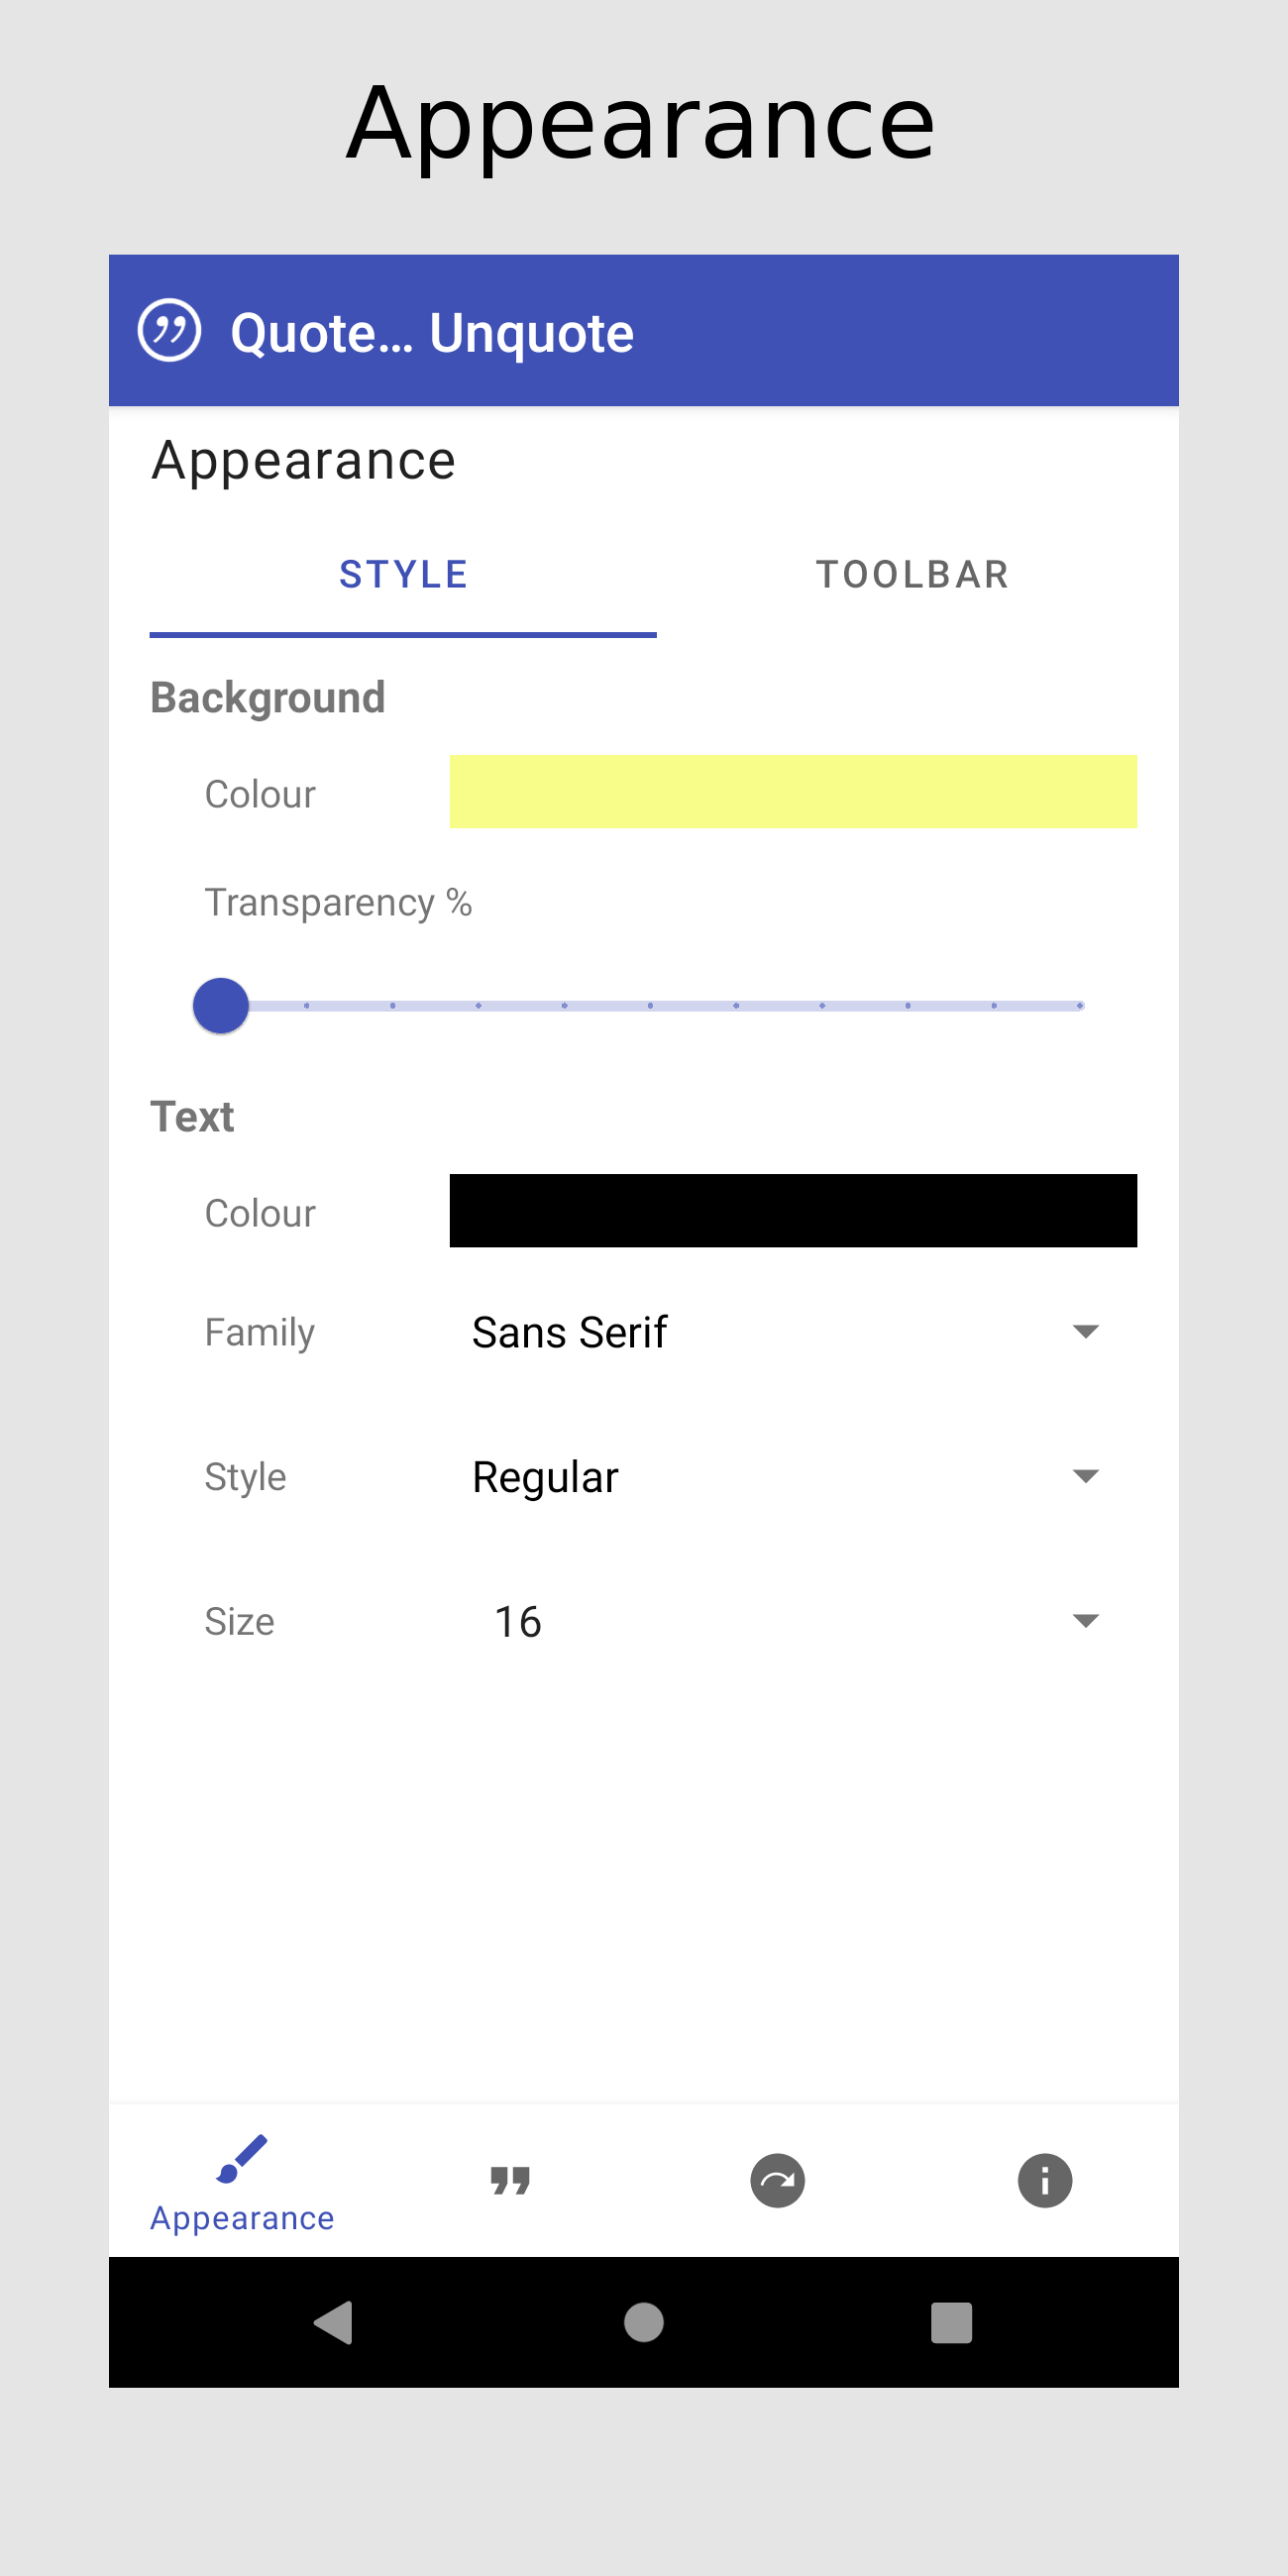 Appearance
Quote... Unquote
Appearance
STYLE TOOLBAR
Background
Colour
Transparency %
Text
Colour
Family Sans Serif
Style Regular
Size 16
Appearance